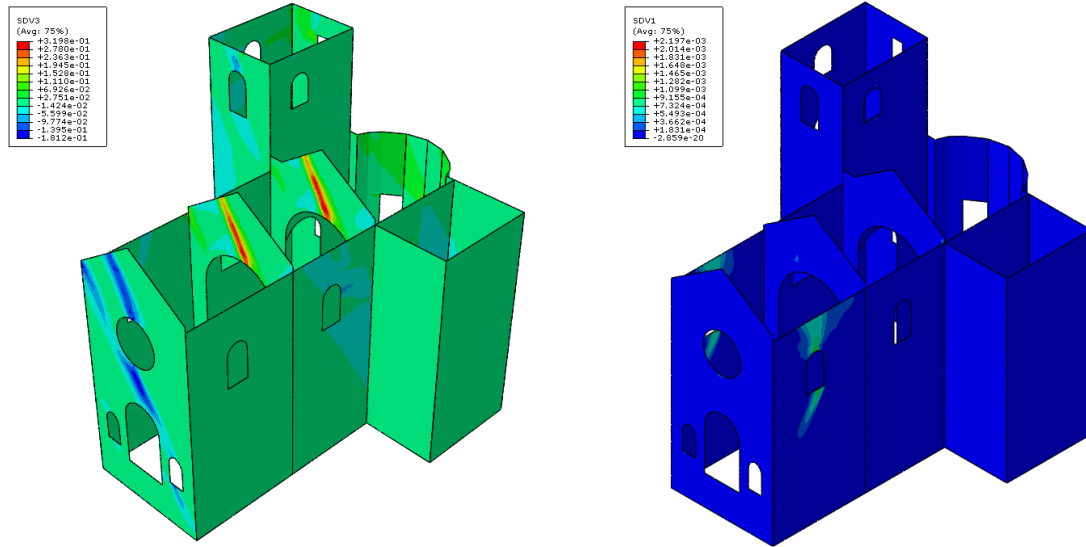 SDV3
(Avg: 75%)
+3.198e-01
+2.780e-01
+2.363e-01
+1.945e-01
+1.528e-01
+1.110e-01
+6.926e-02
+2.751e-02
-1.424e-02
-5.599e-02
-9.774e-02
-1.395e-01
-1.812e-01
SDV1
(Avg: 75%)
+2.197e-03
+2.014e-03
+1.831e-03
+1.648e-03
+1.465e-03
+1.282e-03
+1.099e-03
+9.155e-04
+7.324e-04
+5.493e-04
+3.662e-04
+1.831e-04
-2.859e-20